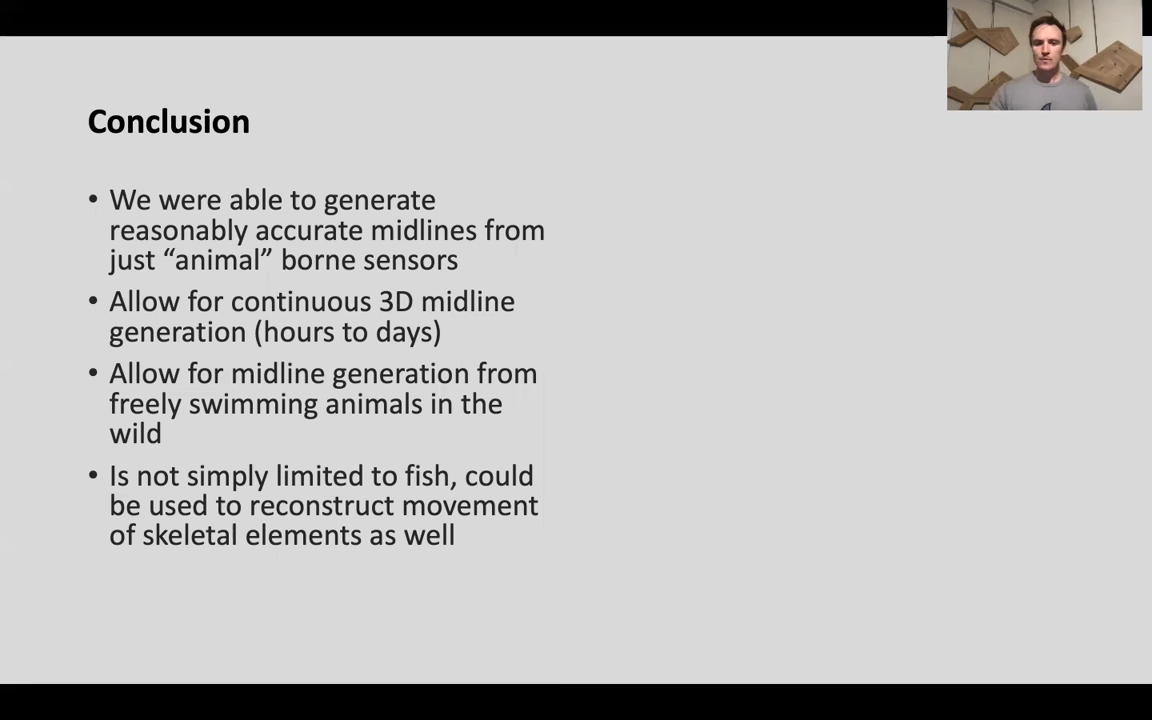 Conclusion
• We were able to generate
reasonably accurate midlines from
just “animal” borne sensors
• Allow for continuous 3D midline
generation (hours to days)
• Allow for midline generation from
freely swimming animals in the
wild
• Is not simply limited to fish, could
be used to reconstruct movement
of skeletal elements as well